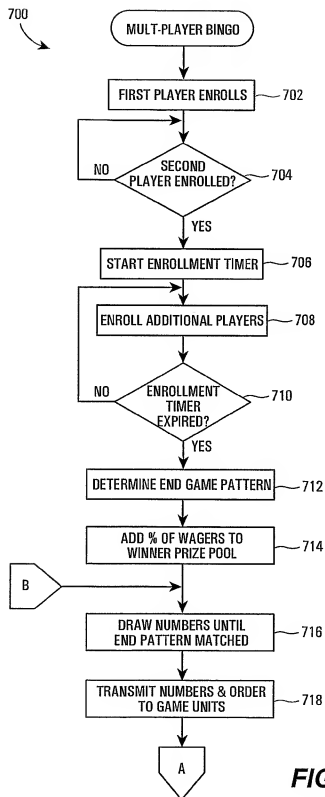 700
MULT-PLAYER BINGO
FIRST PLAYER ENROLLS
702
SECOND
PLAYER ENROLLED?
704
NO
YES
START ENROLLMENT TIMER
706
ENROLL ADDITIONAL PLAYERS
708
NO
ENROLLMENT
TIMER
EXPIRED?
710
YES
DETERMINE END GAME PATTERN
712
ADD % OF WAGERS TO
WINNER PRIZE POOL
714
B
DRAW NUMBERS UNTIL
END PATTERN MATCHED
716
TRANSMIT NUMBERS & ORDER
TO GAME UNITS
718
A
FIG